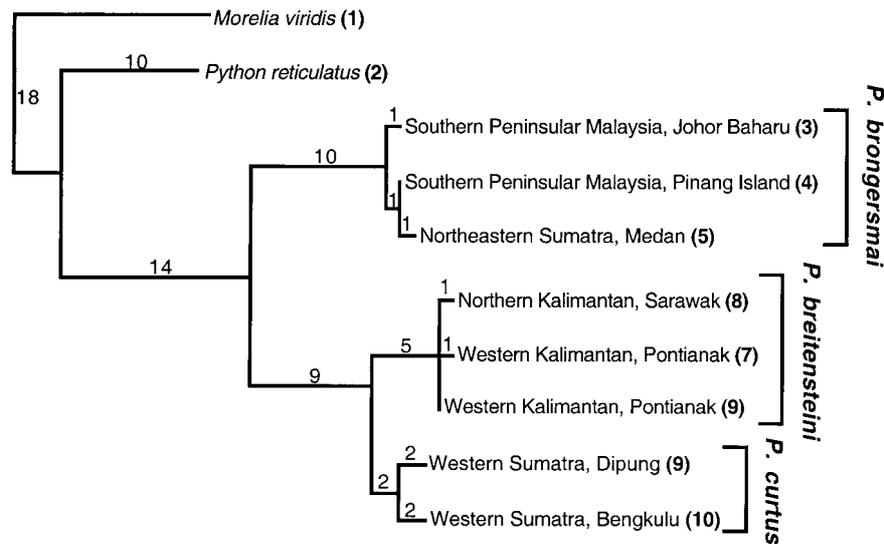 Morelia viridis (1)
10
Python reticulatus (2)
18
1
Southern Peninsular Malaysia, Johor Baharu (3)
10
Southern Peninsular Malaysia, Pinang Island (4)
1
1
Northeastern Sumatra, Medan (5)
P. brongersmai
14
1
Northern Kalimantan, Sarawak (8)
5
1
Western Kalimantan, Pontianak (7)
9
Western Kalimantan, Pontianak (9)
P. breitensteini
2
Western Sumatra, Dipung (9)
2
2
Western Sumatra, Bengkulu (10)
P. curtus